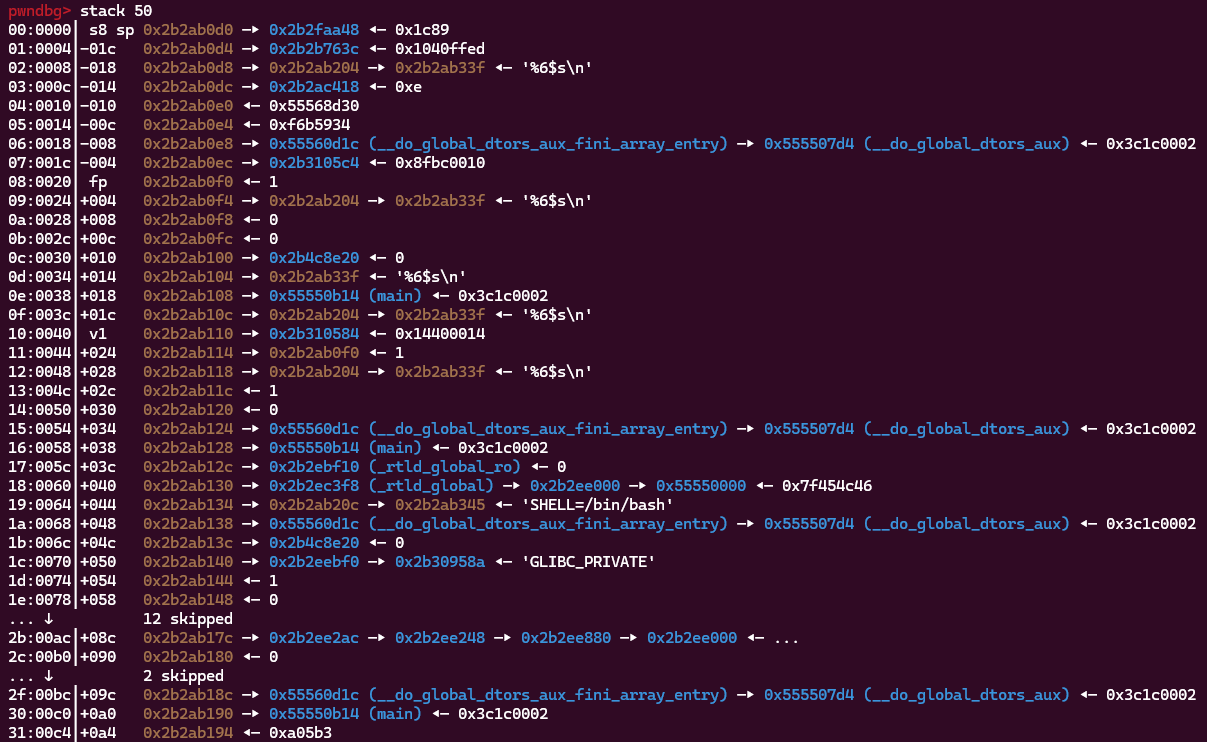 pwndbg> stack 50
00:0000│ s8 sp 0x2b2ab0d0 —▸ 0x2b2faa48 ◂— 0x1c89
01:0004│-01c   0x2b2ab0d4 —▸ 0x2b2b763c ◂— 0x1040ffed
02:0008│-018   0x2b2ab0d8 —▸ 0x2b2ab204 —▸ 0x2b2ab33f ◂— '%6$s\n'
03:000c│-014   0x2b2ab0dc —▸ 0x2b2ac418 ◂— 0xe
04:0010│-010   0x2b2ab0e0 ◂— 0x55568d30
05:0014│-00c   0x2b2ab0e4 ◂— 0xf6b5934
06:0018│-008   0x2b2ab0e8 —▸ 0x55560d1c (__do_global_dtors_aux_fini_array_entry) —▸ 0x555507d4 (__do_global_dtors_aux) ◂— 0x3c1c0002
07:001c│-004   0x2b2ab0ec —▸ 0x2b3105c4 ◂— 0x8fbc0010
08:0020│ fp    0x2b2ab0f0 ◂— 1
09:0024│+004   0x2b2ab0f4 —▸ 0x2b2ab204 —▸ 0x2b2ab33f ◂— '%6$s\n'
0a:0028│+008   0x2b2ab0f8 ◂— 0
0b:002c│+00c   0x2b2ab0fc ◂— 0
0c:0030│+010   0x2b2ab100 —▸ 0x2b4c8e20 ◂— 0
0d:0034│+014   0x2b2ab104 —▸ 0x2b2ab33f ◂— '%6$s\n'
0e:0038│+018   0x2b2ab108 —▸ 0x55550b14 (main) ◂— 0x3c1c0002
0f:003c│+01c   0x2b2ab10c —▸ 0x2b2ab204 —▸ 0x2b2ab33f ◂— '%6$s\n'
10:0040│ v1    0x2b2ab110 —▸ 0x2b310584 ◂— 0x14400014
11:0044│+024   0x2b2ab114 —▸ 0x2b2ab0f0 ◂— 1
12:0048│+028   0x2b2ab118 —▸ 0x2b2ab204 —▸ 0x2b2ab33f ◂— '%6$s\n'
13:004c│+02c   0x2b2ab11c ◂— 1
14:0050│+030   0x2b2ab120 ◂— 0
15:0054│+034   0x2b2ab124 —▸ 0x55560d1c (__do_global_dtors_aux_fini_array_entry) —▸ 0x555507d4 (__do_global_dtors_aux) ◂— 0x3c1c0002
16:0058│+038   0x2b2ab128 —▸ 0x55550b14 (main) ◂— 0x3c1c0002
17:005c│+03c   0x2b2ab12c —▸ 0x2b2ebf10 (_rtld_global_ro) ◂— 0
18:0060│+040   0x2b2ab130 —▸ 0x2b2ec3f8 (_rtld_global) —▸ 0x2b2ee000 —▸ 0x55550000 ◂— 0x7f454c46
19:0064│+044   0x2b2ab134 —▸ 0x2b2ab20c —▸ 0x2b2ab345 ◂— 'SHELL=/bin/bash'
1a:0068│+048   0x2b2ab138 —▸ 0x55560d1c (__do_global_dtors_aux_fini_array_entry) —▸ 0x555507d4 (__do_global_dtors_aux) ◂— 0x3c1c0002
1b:006c│+04c   0x2b2ab13c —▸ 0x2b4c8e20 ◂— 0
1c:0070│+050   0x2b2ab140 —▸ 0x2b2eebf0 —▸ 0x2b30958a ◂— 'GLIBC_PRIVATE'
1d:0074│+054   0x2b2ab144 ◂— 1
1e:0078│+058   0x2b2ab148 ◂— 0
... ↓          12 skipped
2b:00ac│+08c   0x2b2ab17c —▸ 0x2b2ee2ac —▸ 0x2b2ee248 —▸ 0x2b2ee880 —▸ 0x2b2ee000 ◂— ...
2c:00b0│+090   0x2b2ab180 ◂— 0
... ↓          2 skipped
2f:00bc│+09c   0x2b2ab18c —▸ 0x55560d1c (__do_global_dtors_aux_fini_array_entry) —▸ 0x555507d4 (__do_global_dtors_aux) ◂— 0x3c1c0002
30:00c0│+0a0   0x2b2ab190 —▸ 0x55550b14 (main) ◂— 0x3c1c0002
31:00c4│+0a4   0x2b2ab194 ◂— 0xa05b3